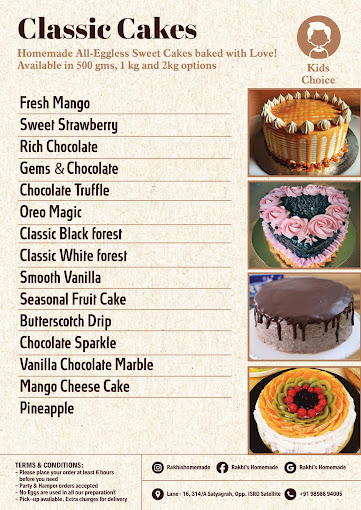 Classic Cakes
Homemade All-Eggless Sweet Cakes baked with Love!
Available in 500 gms, 1 kg and 2kg options
Kids
Choice
Fresh Mango
Sweet Strawberry
Rich Chocolate
Gems & Chocolate
Chocolate Truffle
Oreo Magic
Classic Black forest
Classic White forest
Smooth Vanilla
Seasonal Fruit Cake
Butterscotch Drip
Chocolate Sparkle
Vanilla Chocolate Marble
Mango Cheese Cake
Pineapple
TERMS & CONDITIONS:
- Please place your order at least 6 hours
before you need
- Party & Hamper orders accepted
- No Eggs are used in all our preparation!
- Pick-up available. Extra charges for delivery
Rakhishomemade
Rakhi's Homemade
Rakhi's Homemade
Lane- 16, 314/A Satyagrah, Opp. ISRO Satellite
+91 98988 94005